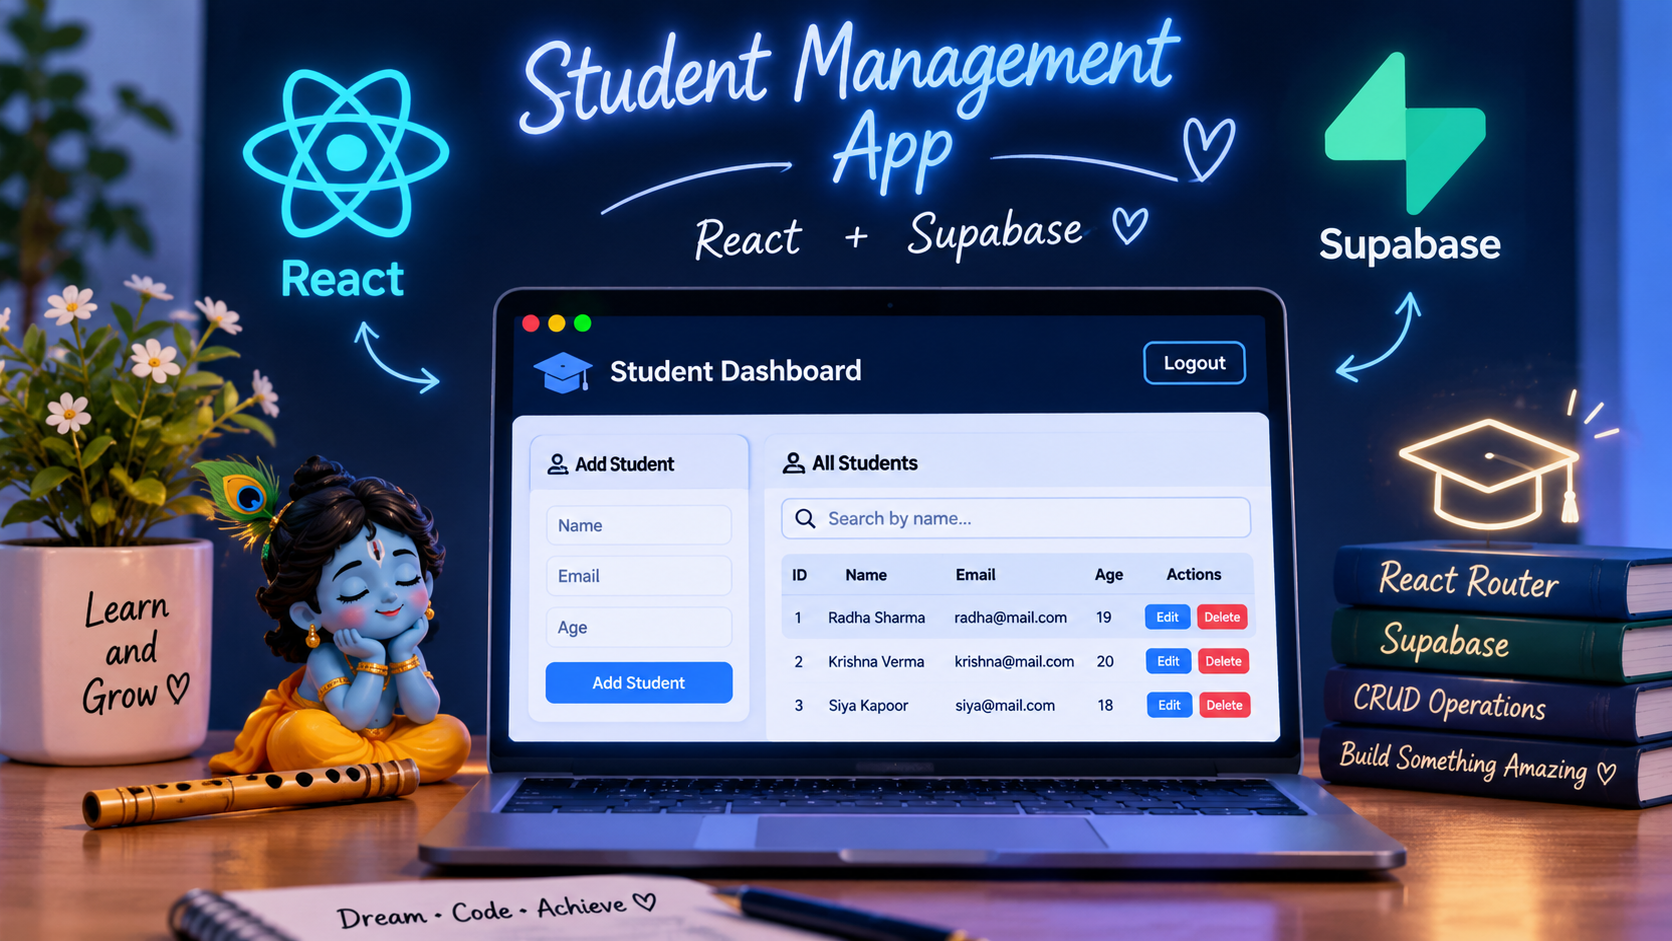 Student Management
App
React + Supabase
React
Supabase
Student Dashboard
Logout
Add Student
Name
Email
Age
Add Student
All Students
Search by name...
ID Name Email Age Actions
1 Radha Sharma radha@mail.com 19 Edit Delete
2 Krishna Verma krishna@mail.com 20 Edit Delete
3 Siya Kapoor siya@mail.com 18 Edit Delete
Learn
and
Grow ♡
React Router
Supabase
CRUD Operations
Build Something Amazing ♡
Dream · Code · Achieve ♡